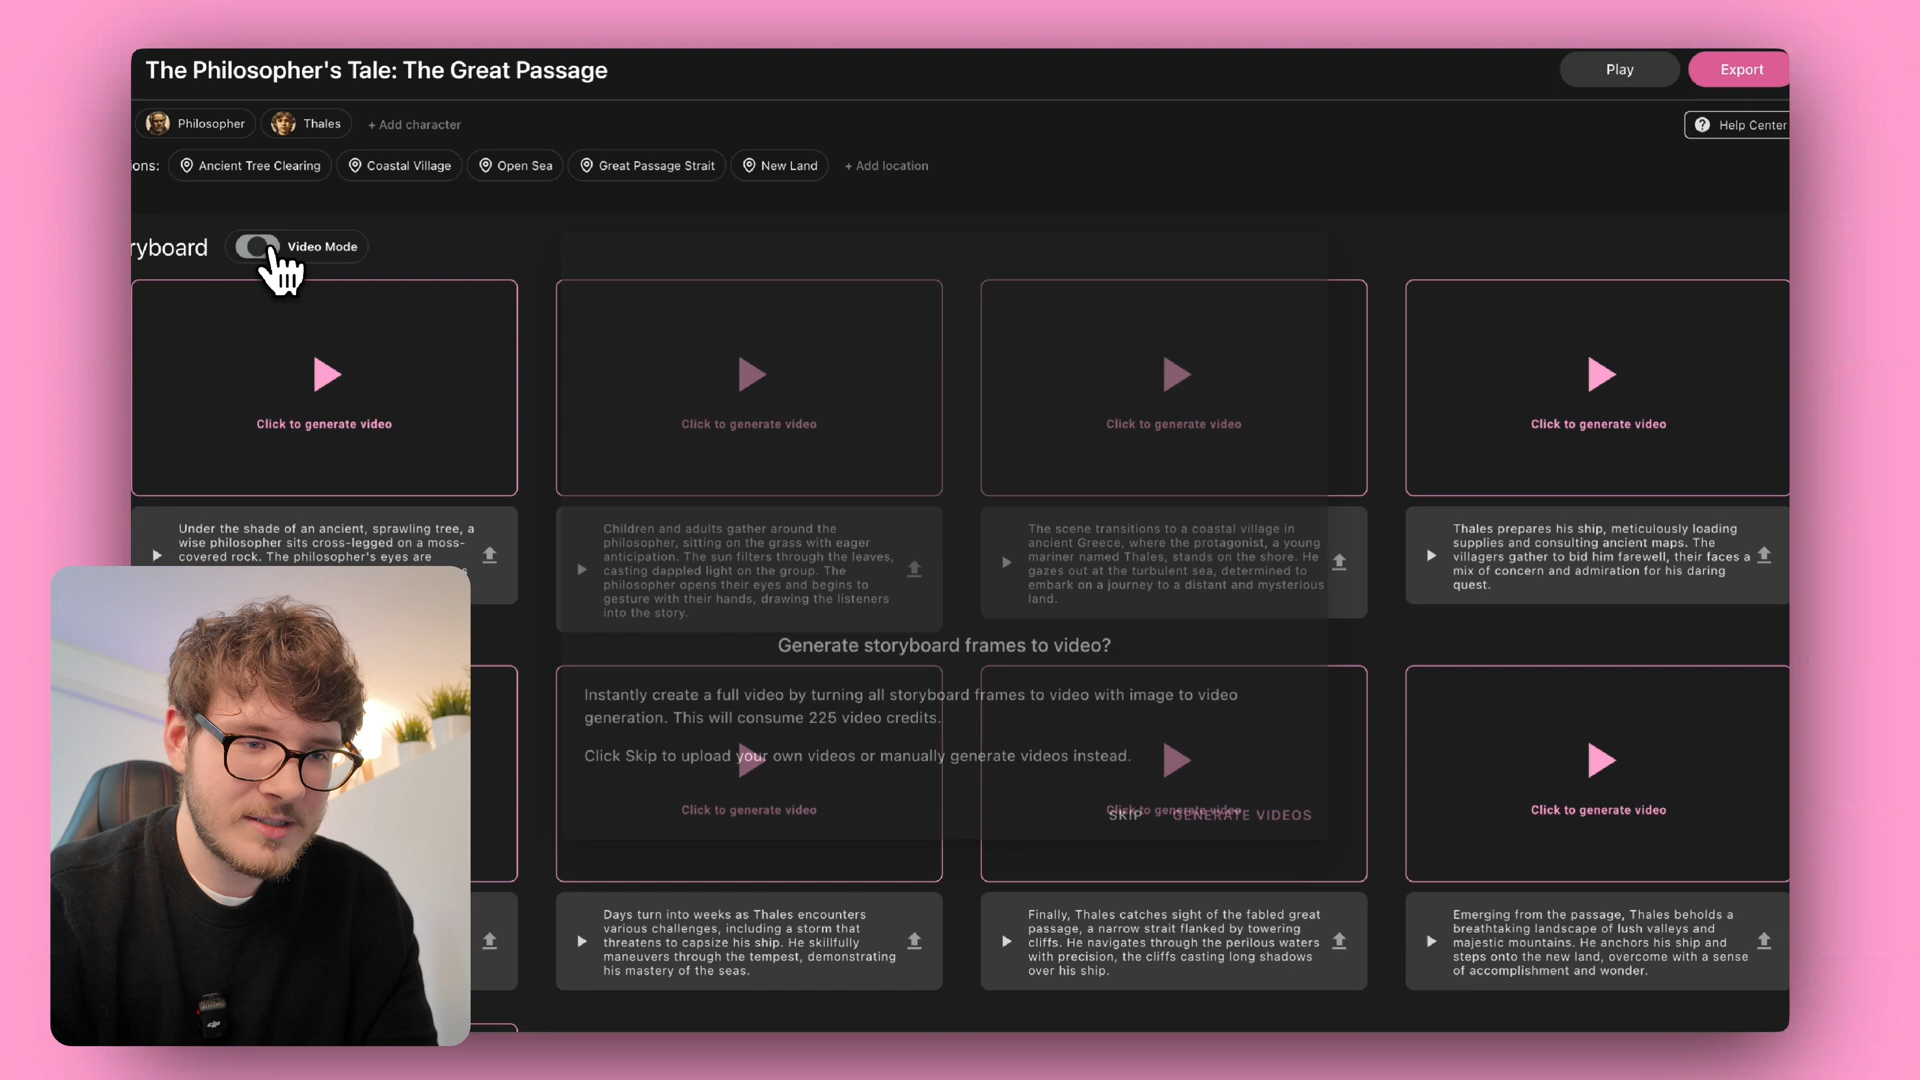 The Philosopher's Tale: The Great Passage
Play
Export
Philosopher
Thales
+ Add character
Help Center
ions:
Ancient Tree Clearing
Coastal Village
Open Sea
Great Passage Strait
New Land
+ Add location
ryboard
Video Mode
Click to generate video
Click to generate video
Click to generate video
Click to generate video
Under the shade of an ancient, sprawling tree, a
wise philosopher sits cross-legged on a moss-
covered rock. The philosopher's eyes are
Children and adults gather around the
philosopher, sitting on the grass with eager
anticipation. The sun filters through the leaves,
casting dappled light on the group. The
philosopher opens their eyes and begins to
gesture with their hands, drawing the listeners
into the story.
The scene transitions to a coastal village in
ancient Greece, where the protagonist, a young
mariner named Thales, stands on the shore. He
gazes out at the turbulent sea, determined to
embark on a journey to a distant and mysterious
land.
Thales prepares his ship, meticulously loading
supplies and consulting ancient maps. The
villagers gather to bid him farewell, their faces a
mix of concern and admiration for his daring
quest.
Generate storyboard frames to video?
Instantly create a full video by turning all storyboard frames to video with image to video
generation. This will consume 225 video credits.
Click Skip to upload your own videos or manually generate videos instead.
SKIP
GENERATE VIDEOS
Click to generate video
Click to generate video
Click to generate video
Days turn into weeks as Thales encounters
various challenges, including a storm that
threatens to capsize his ship. He skillfully
maneuvers through the tempest, demonstrating
his mastery of the seas.
Finally, Thales catches sight of the fabled great
passage, a narrow strait flanked by towering
cliffs. He navigates through the perilous waters
with precision, the cliffs casting long shadows
over his ship.
Emerging from the passage, Thales beholds a
breathtaking landscape of lush valleys and
majestic mountains. He anchors his ship and
steps onto the new land, overcome with a sense
of accomplishment and wonder.